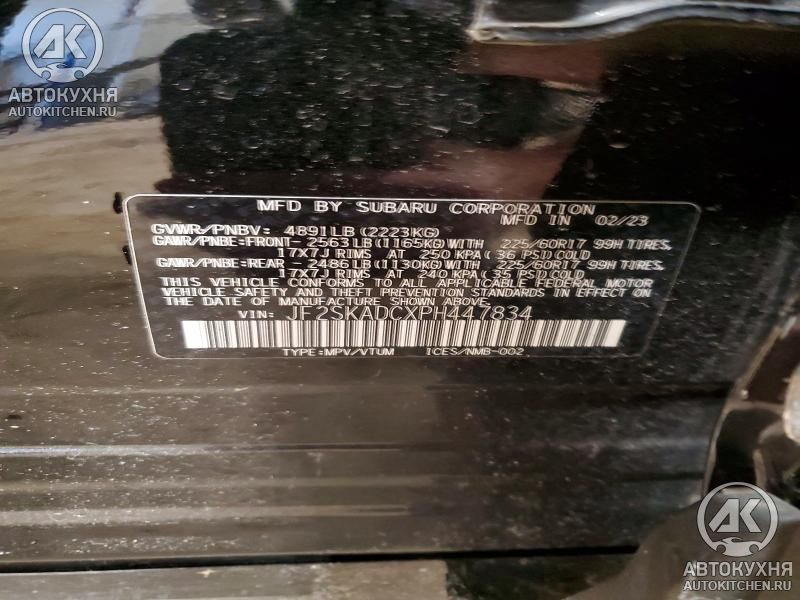 AK
АВТОКУХНЯ
AUTOKITCHEN.RU
MFD BY SUBARU CORPORATION
MFD IN 02/23
GVWR/PNBV: 4891LB(2223KG)
GAWR/PNBE:FRONT- 2563LB(1165KG)WITH 225/60R17 99H TIRES.
17X7J RIMS AT 250 KPA(36 PSI)COLD
GAWR/PNBE:REAR -2486LB(1130KG)WITH 225/60R17 99H TIRES.
17X7J RIMS AT 240 KPA(35 PSI)COLD
THIS VEHICLE CONFORMS TO ALL APPLICABLE FEDERAL MOTOR
VEHICLE SAFETY AND THEFT PREVENTION STANDARDS IN EFFECT ON
THE DATE OF MANUFACTURE SHOWN ABOVE.
VIN: JF2SKADCXPH447834
TYPE:MPV/VTUM ICES/NMB-002
AK
АВТОКУХНЯ
AUTOKITCHEN.RU